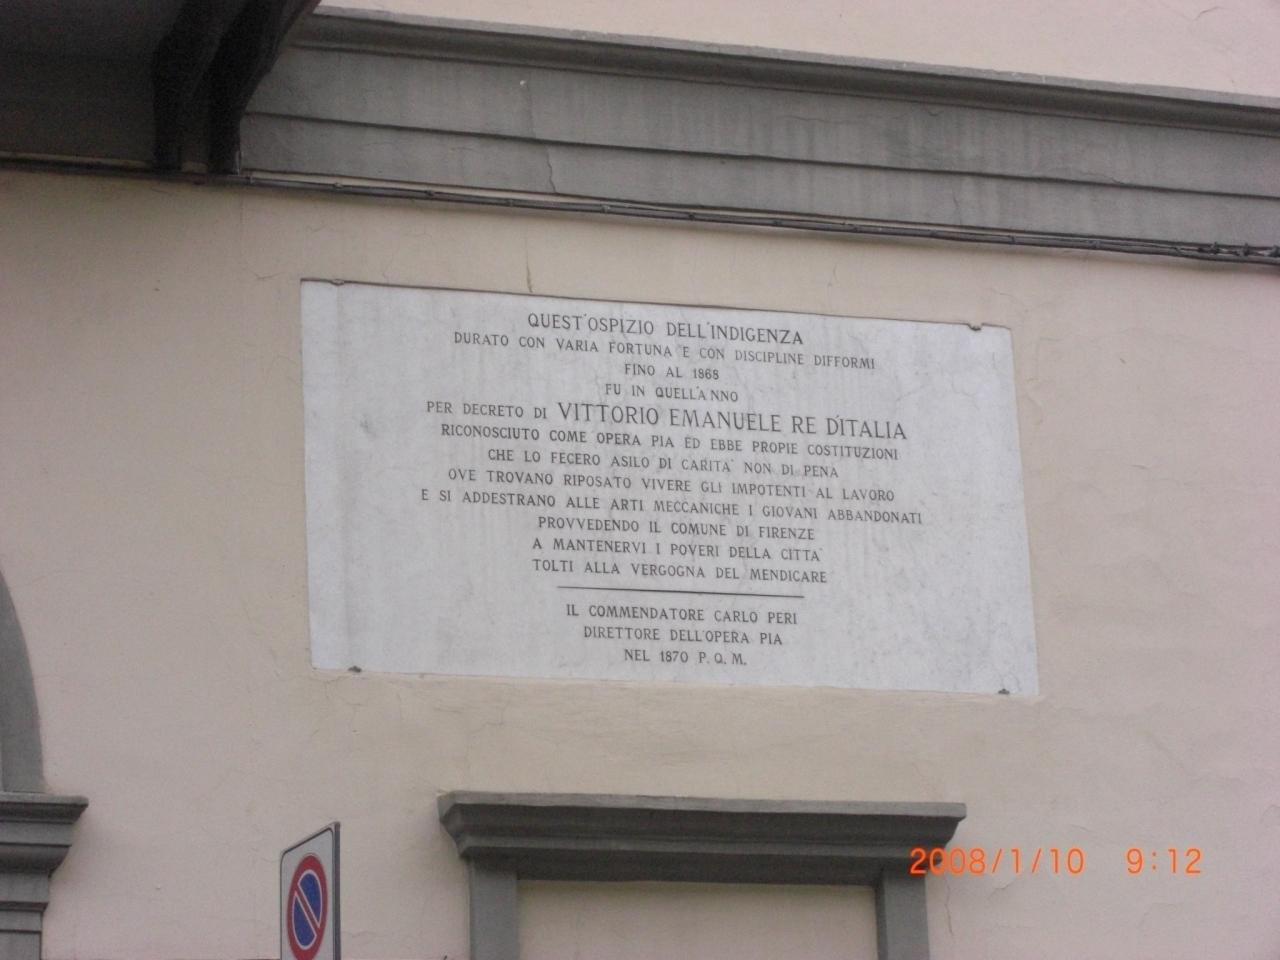 QUEST'OSPIZIO DELL'INDIGENZA
DURATO CON VARIA FORTUNA E CON DISCIPLINE DIFFORMI
FINO AL 1868
FU IN QUELL'ANNO
PER DECRETO DI VITTORIO EMANUELE RE D'ITALIA
RICONOSCIUTO COME OPERA PIA ED EBBE PROPIE COSTITUZIONI
CHE LO FECERO ASILO DI CARITA' NON DI PENA
OVE TROVANO RIPOSATO VIVERE GLI IMPOTENTI AL LAVORO
E SI ADDESTRANO ALLE ARTI MECCANICHE I GIOVANI ABBANDONATI
PROVVEDENDO IL COMUNE DI FIRENZE
A MANTENERVI I POVERI DELLA CITTA'
TOLTI ALLA VERGOGNA DEL MENDICARE
IL COMMENDATORE CARLO PERI
DIRETTORE DELL'OPERA PIA
NEL 1870 P. Q. M.
2008/1/10 9:12